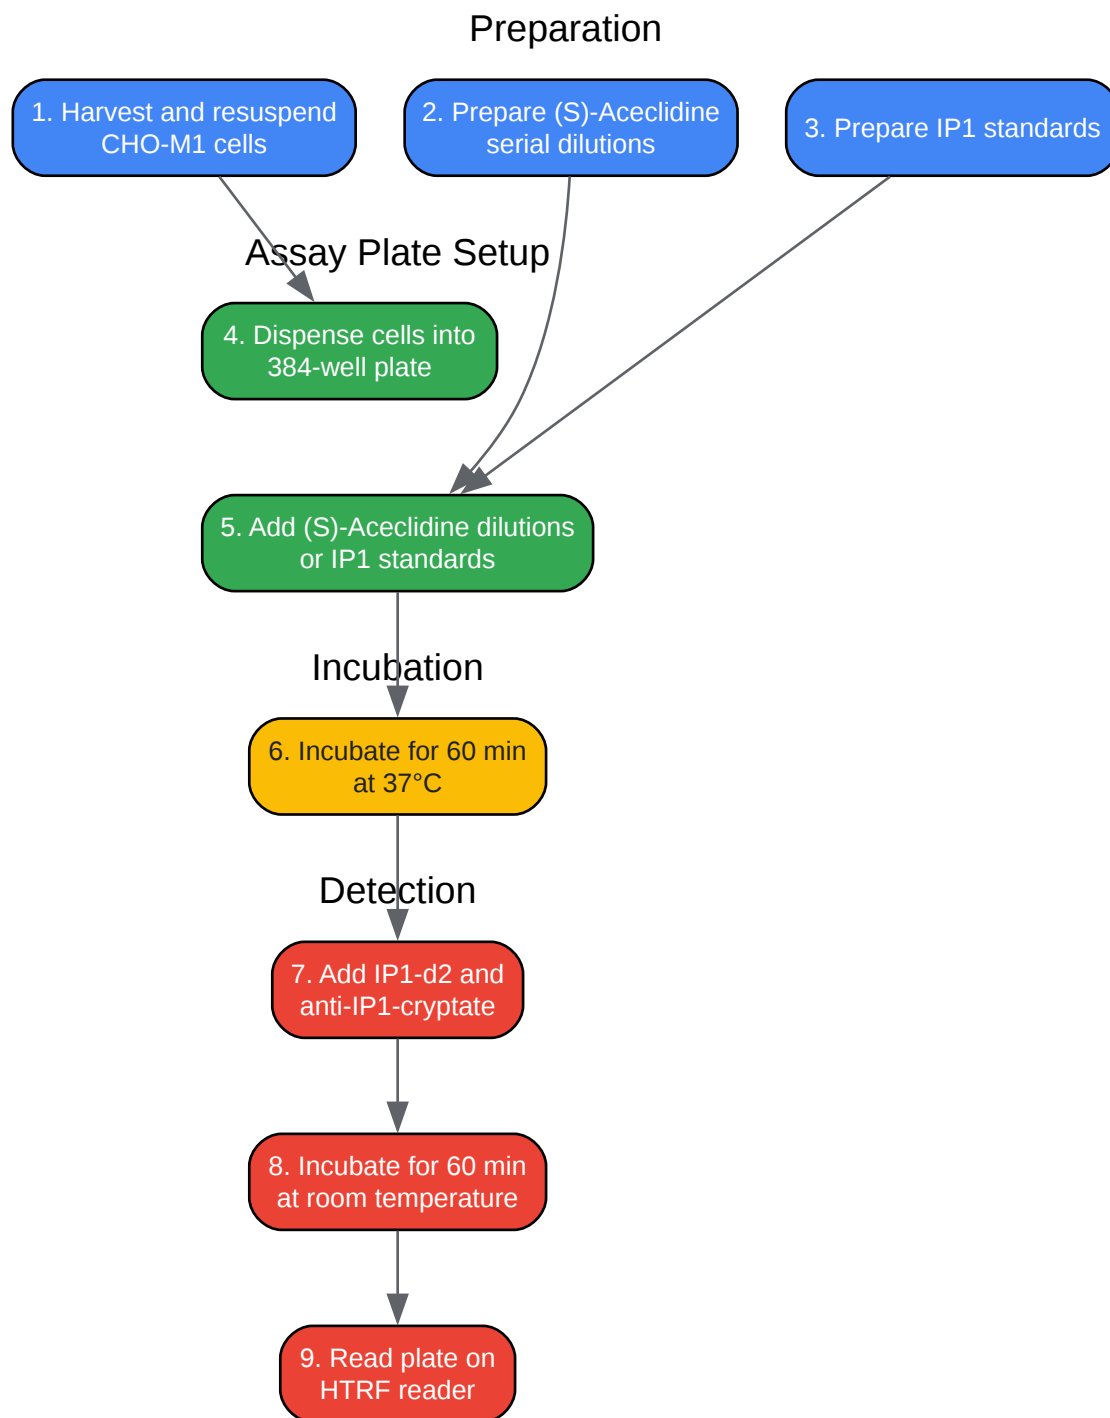 Preparation
1. Harvest and resuspend
CHO-M1 cells
2. Prepare (S)-Aceclidine
serial dilutions
3. Prepare IP1 standards
Assay Plate Setup
4. Dispense cells into
384-well plate
5. Add (S)-Aceclidine dilutions
or IP1 standards
Incubation
6. Incubate for 60 min
at 37°C
Detection
7. Add IP1-d2 and
anti-IP1-cryptate
8. Incubate for 60 min
at room temperature
9. Read plate on
HTRF reader